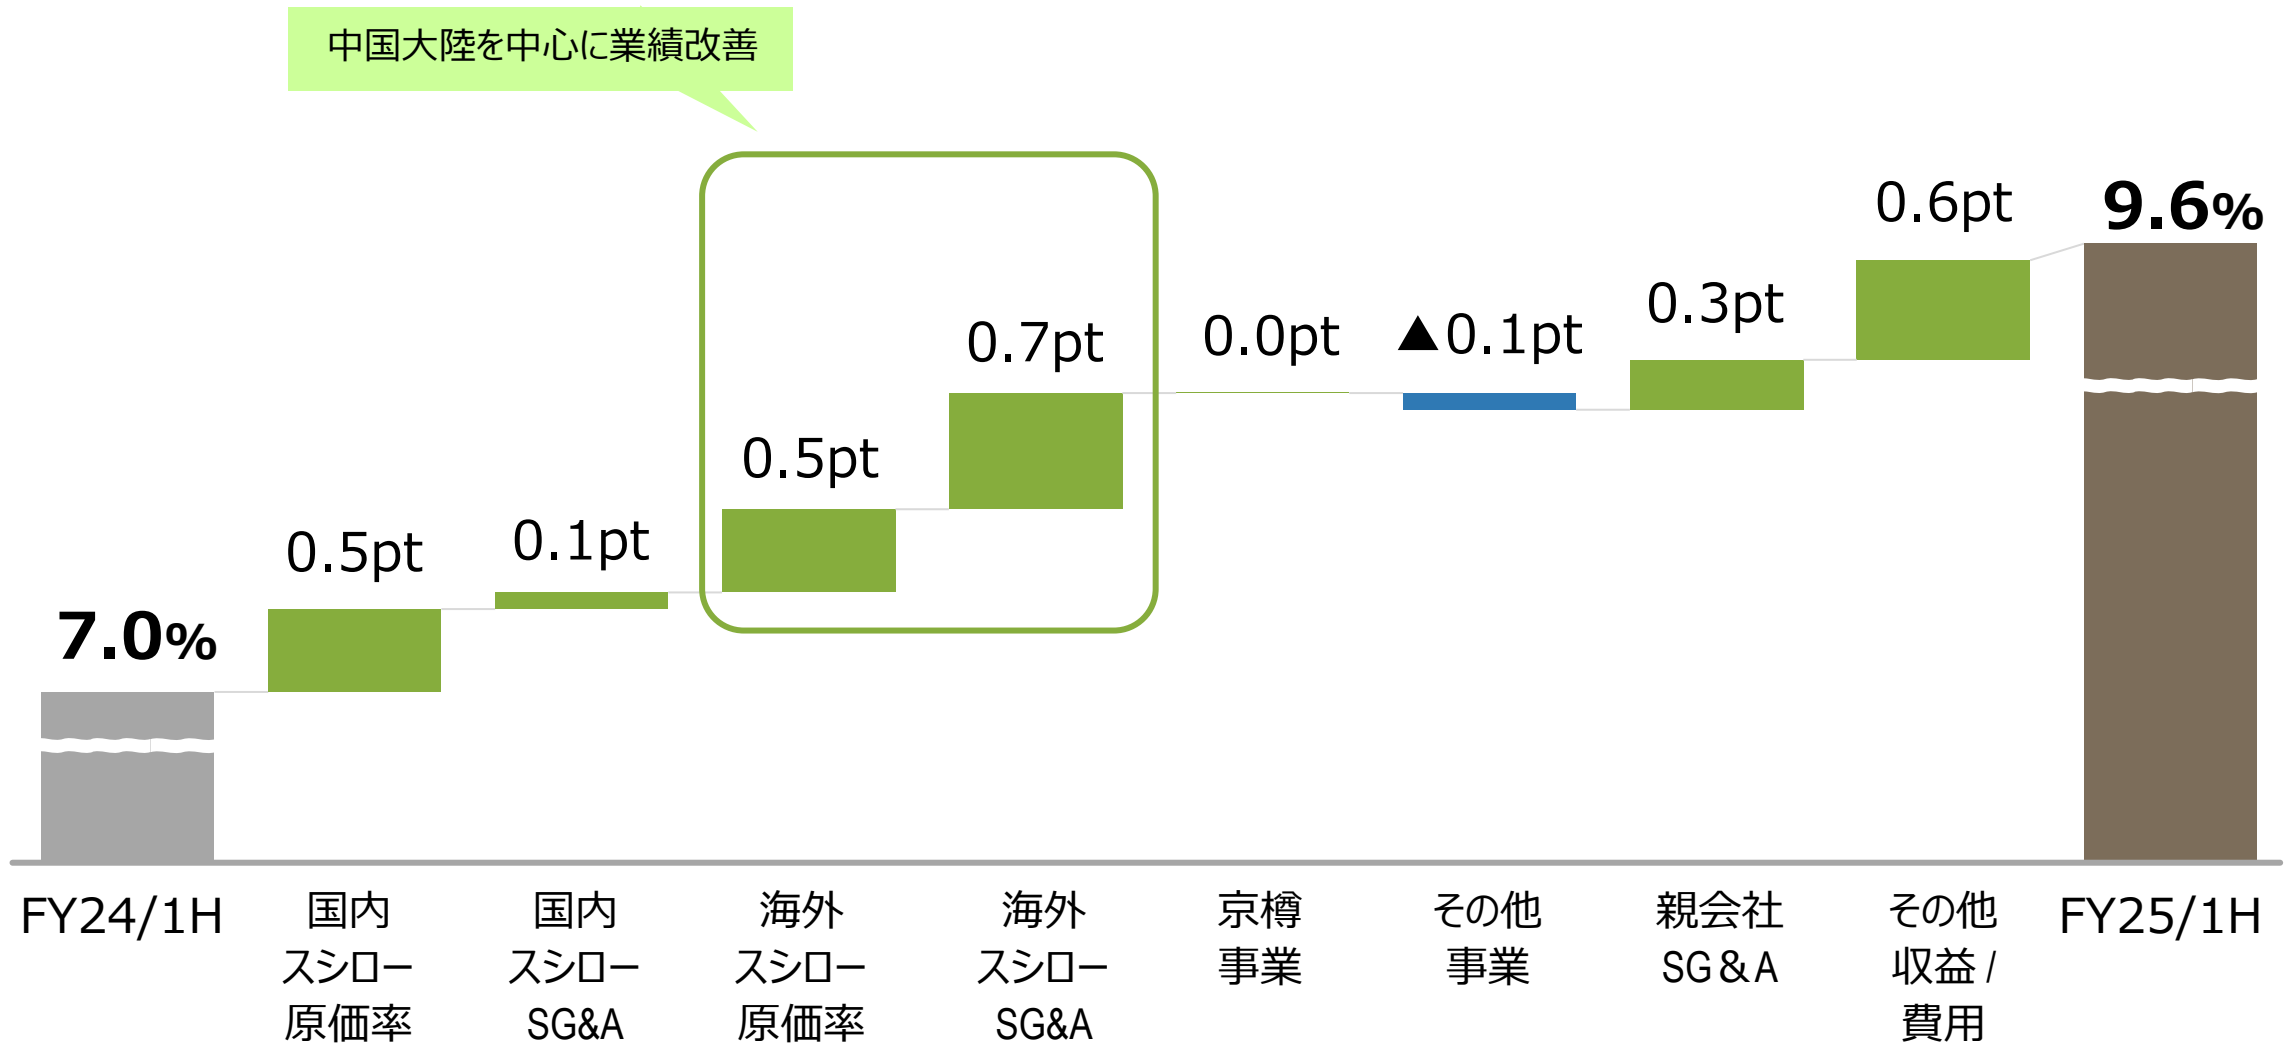 中国大陸を中心に業績改善
7.0%
0.5pt
0.1pt
0.5pt
0.7pt
0.0pt
▲0.1pt
0.3pt
0.6pt
9.6%
FY24/1H
国内
スシロー
原価率
国内
スシロー
SG&A
海外
スシロー
原価率
海外
スシロー
SG&A
京樽
事業
その他
事業
親会社
SG&A
その他
収益/
費用
FY25/1H